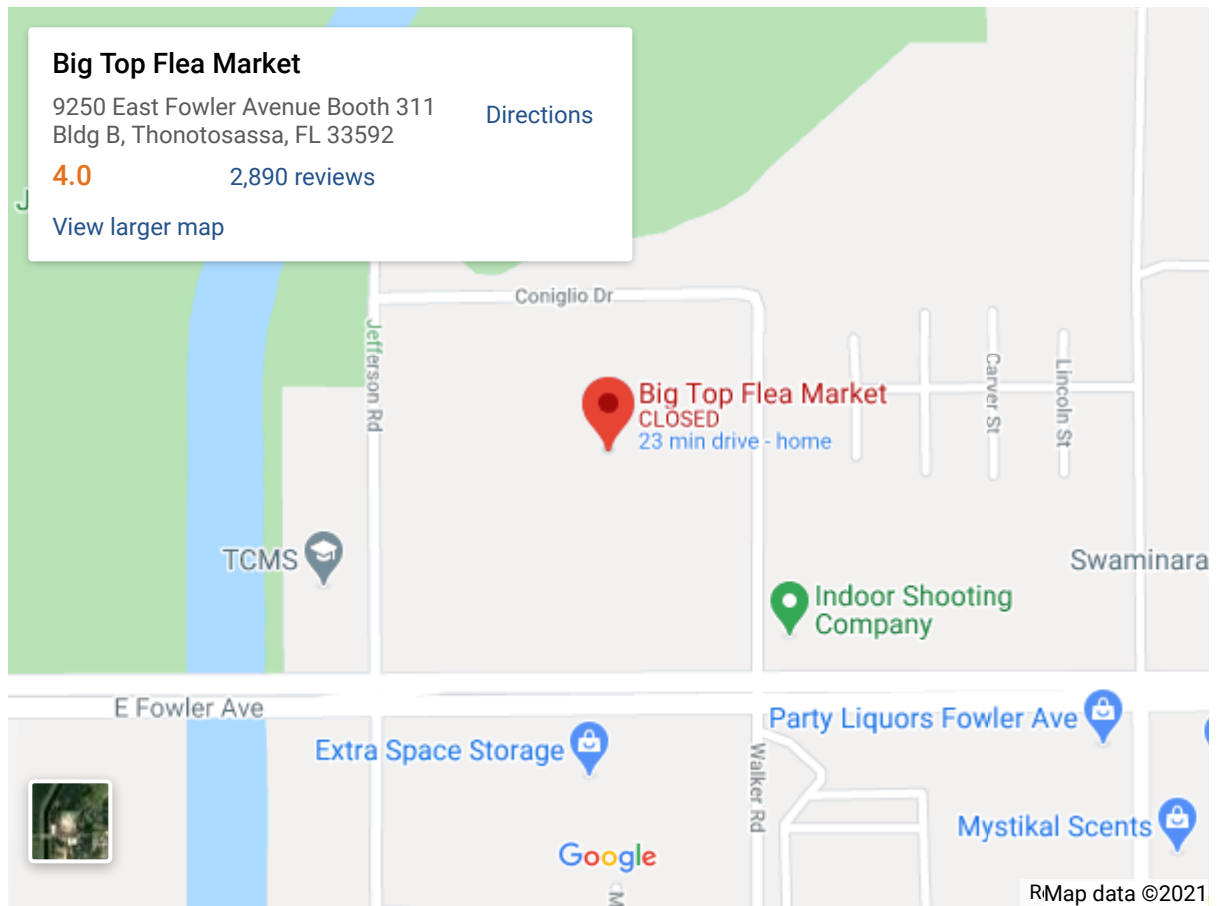 Big Top Flea Market
9250 East Fowler Avenue Booth 311
Bldg B, Thonotosassa, FL 33592
Directions
4.0
2,890 reviews
View larger map
J
Coniglio Dr
Jefferson Rd
Big Top Flea Market
CLOSED
23 min drive - home
Carver St
Lincoln St
TCMS
Swaminara
Indoor Shooting
Company
E Fowler Ave
Party Liquors Fowler Ave
Extra Space Storage
Walker Rd
Mystikal Scents
Google
M
Map data ©2021